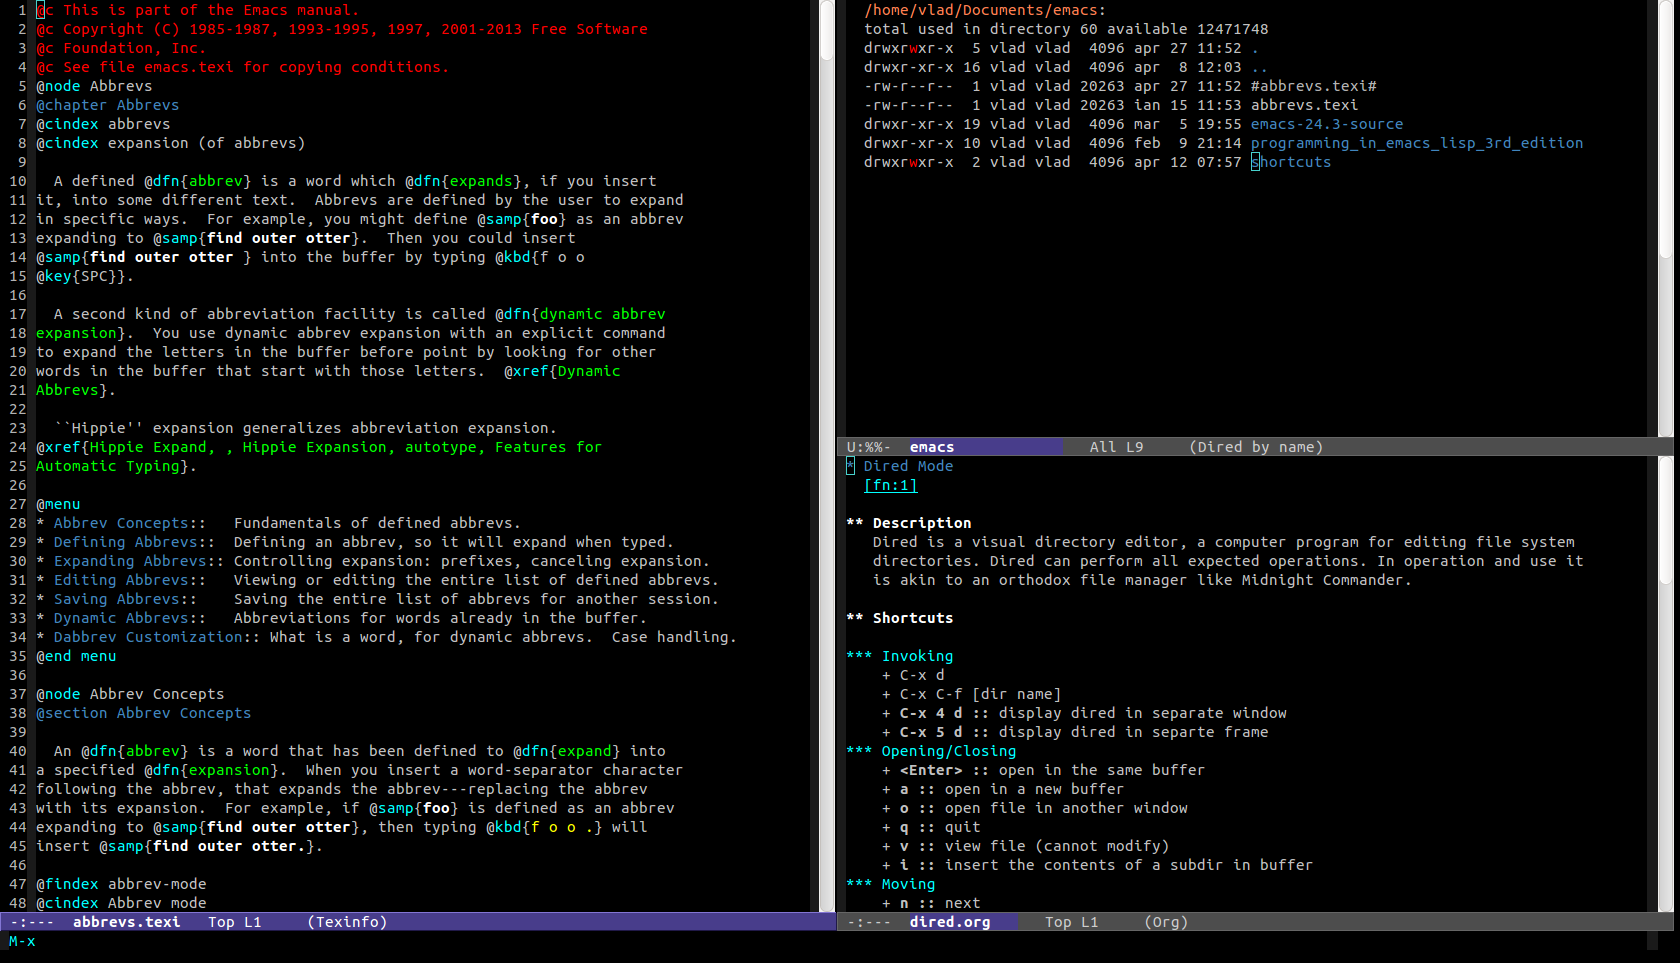 1 @c This is part of the Emacs manual.
2 @c Copyright (C) 1985-1987, 1993-1995, 1997, 2001-2013 Free Software
3 @c Foundation, Inc.
4 @c See file emacs.texi for copying conditions.
5 @node Abbrevs
6 @chapter Abbrevs
7 @cindex abbrevs
8 @cindex expansion (of abbrevs)
9
10   A defined @dfn{abbrev} is a word which @dfn{expands}, if you insert
11 it, into some different text.  Abbrevs are defined by the user to expand
12 in specific ways.  For example, you might define @samp{foo} as an abbrev
13 expanding to @samp{find outer otter}.  Then you could insert
14 @samp{find outer otter } into the buffer by typing @kbd{f o o
15 @key{SPC}}.
16
17   A second kind of abbreviation facility is called @dfn{dynamic abbrev
18 expansion}.  You use dynamic abbrev expansion with an explicit command
19 to expand the letters in the buffer before point by looking for other
20 words in the buffer that start with those letters.  @xref{Dynamic
21 Abbrevs}.
22
23   ``Hippie'' expansion generalizes abbreviation expansion.
24 @xref{Hippie Expand, , Hippie Expansion, autotype, Features for
25 Automatic Typing}.
26
27 @menu
28 * Abbrev Concepts::   Fundamentals of defined abbrevs.
29 * Defining Abbrevs::  Defining an abbrev, so it will expand when typed.
30 * Expanding Abbrevs:: Controlling expansion: prefixes, canceling expansion.
31 * Editing Abbrevs::   Viewing or editing the entire list of defined abbrevs.
32 * Saving Abbrevs::    Saving the entire list of abbrevs for another session.
33 * Dynamic Abbrevs::   Abbreviations for words already in the buffer.
34 * Dabbrev Customization:: What is a word, for dynamic abbrevs.  Case handling.
35 @end menu
36
37 @node Abbrev Concepts
38 @section Abbrev Concepts
39
40   An @dfn{abbrev} is a word that has been defined to @dfn{expand} into
41 a specified @dfn{expansion}.  When you insert a word-separator character
42 following the abbrev, that expands the abbrev---replacing the abbrev
43 with its expansion.  For example, if @samp{foo} is defined as an abbrev
44 expanding to @samp{find outer otter}, then typing @kbd{f o o .} will
45 insert @samp{find outer otter.}.
46
47 @findex abbrev-mode
48 @cindex Abbrev mode
-:---  abbrevs.texi   Top L1     (Texinfo)
M-x
/home/vlad/Documents/emacs:
total used in directory 60 available 12471748
drwxrwxr-x  5 vlad vlad  4096 apr 27 11:52 .
drwxr-xr-x 16 vlad vlad  4096 apr  8 12:03 ..
-rw-r--r--  1 vlad vlad 20263 apr 27 11:52 #abbrevs.texi#
-rw-r--r--  1 vlad vlad 20263 ian 15 11:53 abbrevs.texi
drwxr-xr-x 19 vlad vlad  4096 mar  5 19:55 emacs-24.3-source
drwxr-xr-x 10 vlad vlad  4096 feb  9 21:14 programming_in_emacs_lisp_3rd_edition
drwxrwxr-x  2 vlad vlad  4096 apr 12 07:57 shortcuts
U:%%-  emacs               All L9     (Dired by name)
* Dired Mode
  [fn:1]

** Description
   Dired is a visual directory editor, a computer program for editing file system
   directories. Dired can perform all expected operations. In operation and use it
   is akin to an orthodox file manager like Midnight Commander.

** Shortcuts

*** Invoking
    + C-x d
    + C-x C-f [dir name]
    + C-x 4 d :: display dired in separate window
    + C-x 5 d :: display dired in separte frame
*** Opening/Closing
    + <Enter> :: open in the same buffer
    + a :: open in a new buffer
    + o :: open file in another window
    + q :: quit
    + v :: view file (cannot modify)
    + i :: insert the contents of a subdir in buffer
*** Moving
    + n :: next
-:---  dired.org      Top L1     (Org)